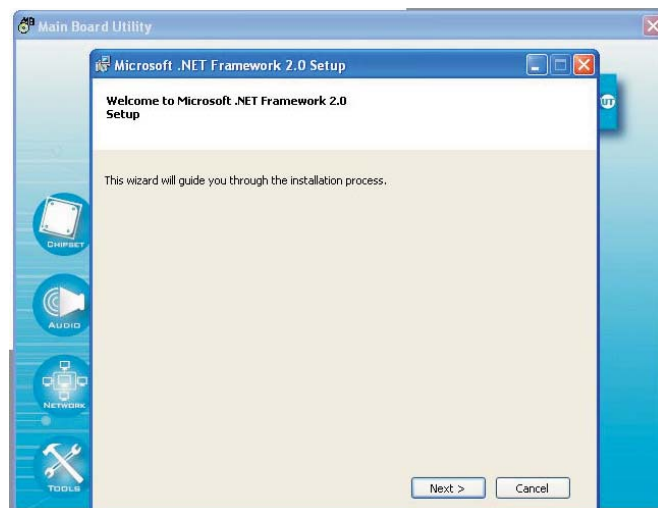 Main Board Utility
Microsoft .NET Framework 2.0 Setup
Welcome to Microsoft .NET Framework 2.0
Setup
This wizard will guide you through the installation process.
CHIPSET
AUDIO
NETWORK
TOOLS
Next >
Cancel